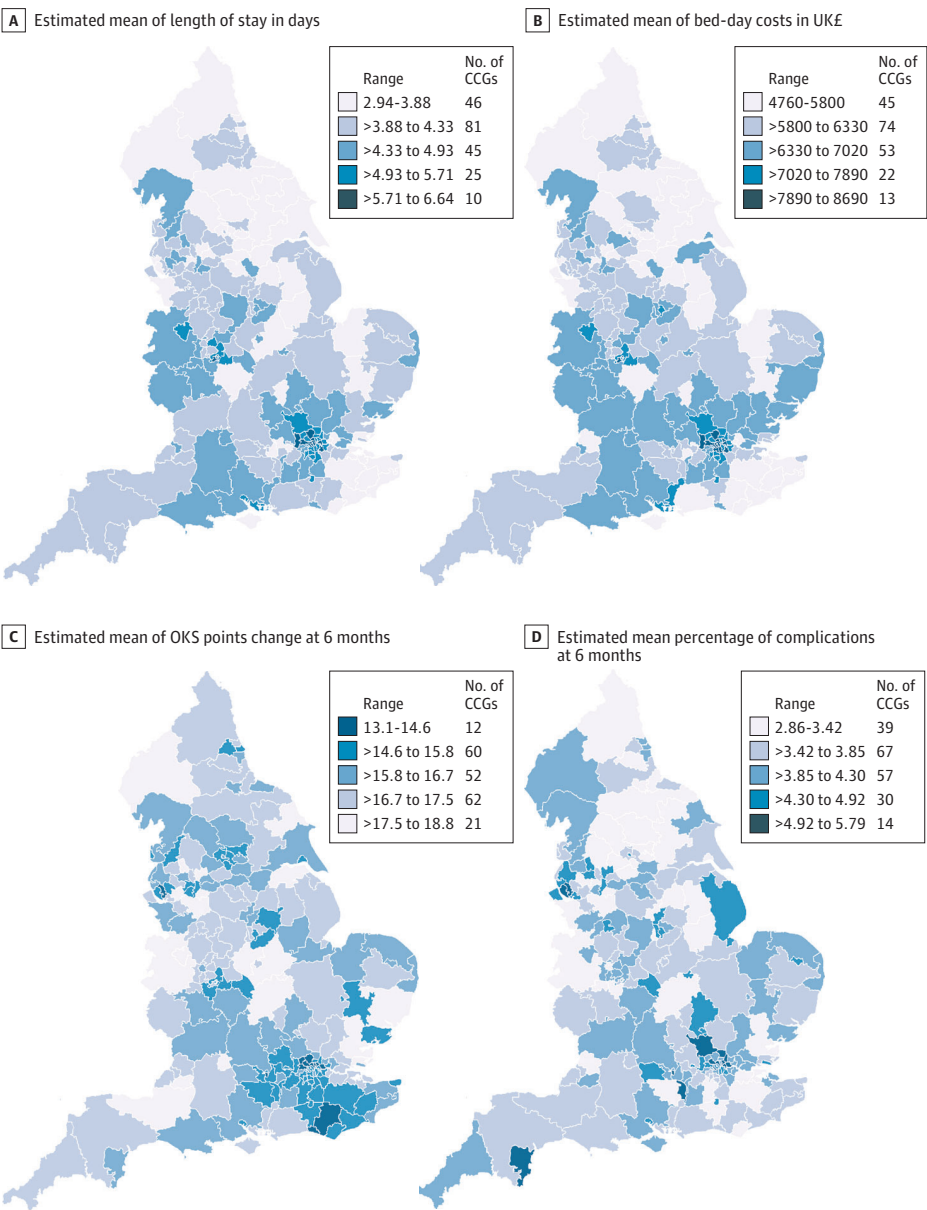 A Estimated mean of length of stay in days
Range No. of CCGs
2.94-3.88 46
>3.88 to 4.33 81
>4.33 to 4.93 45
>4.93 to 5.71 25
>5.71 to 6.64 10
B Estimated mean of bed-day costs in UK£
Range No. of CCGs
4760-5800 45
>5800 to 6330 74
>6330 to 7020 53
>7020 to 7890 22
>7890 to 8690 13
C Estimated mean of OKS points change at 6 months
Range No. of CCGs
13.1-14.6 12
>14.6 to 15.8 60
>15.8 to 16.7 52
>16.7 to 17.5 62
>17.5 to 18.8 21
D Estimated mean percentage of complications
at 6 months
Range No. of CCGs
2.86-3.42 39
>3.42 to 3.85 67
>3.85 to 4.30 57
>4.30 to 4.92 30
>4.92 to 5.79 14